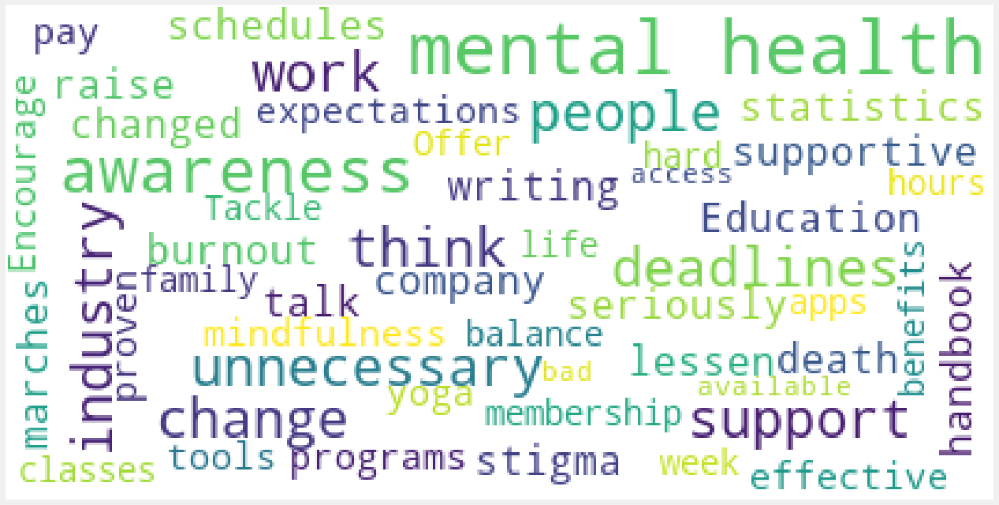 pay
schedules
mental health
work
raise
Encourage
expectations
people
statistics
changed
Offer
hard
supportive
awareness
writing
access
hours
Tackle
Education
industry
burnout
think
life
deadlines
benefits
family
company
proven
talk
seriously
apps
handbook
marches
mindfulness
balance
unnecessary
bad
lessen
death
available
yoga
change
membership
support
classes
tools
programs
stigma
week
effective